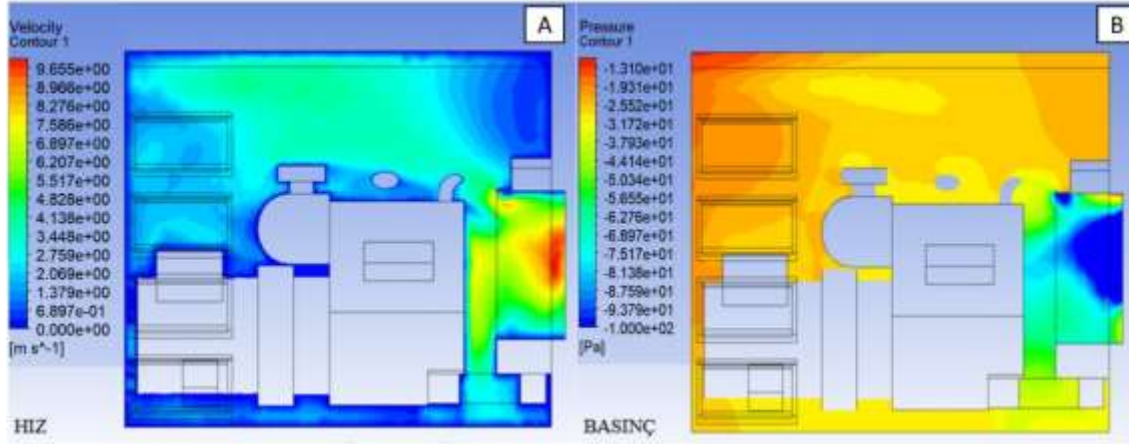 Velocity
Contour 1
A
9.655e+00
8.966e+00
8.276e+00
7.586e+00
6.897e+00
6.207e+00
5.517e+00
4.828e+00
4.138e+00
3.448e+00
2.759e+00
2.069e+00
1.379e+00
6.897e-01
0.000e+00
[m s^-1]
HIZ
Pressure
Contour 1
B
-1.310e+01
-1.931e+01
-2.552e+01
-3.172e+01
-3.793e+01
-4.414e+01
-5.034e+01
-5.655e+01
-6.276e+01
-6.897e+01
-7.517e+01
-8.138e+01
-8.759e+01
-9.379e+01
-1.000e+02
[Pa]
BASINÇ